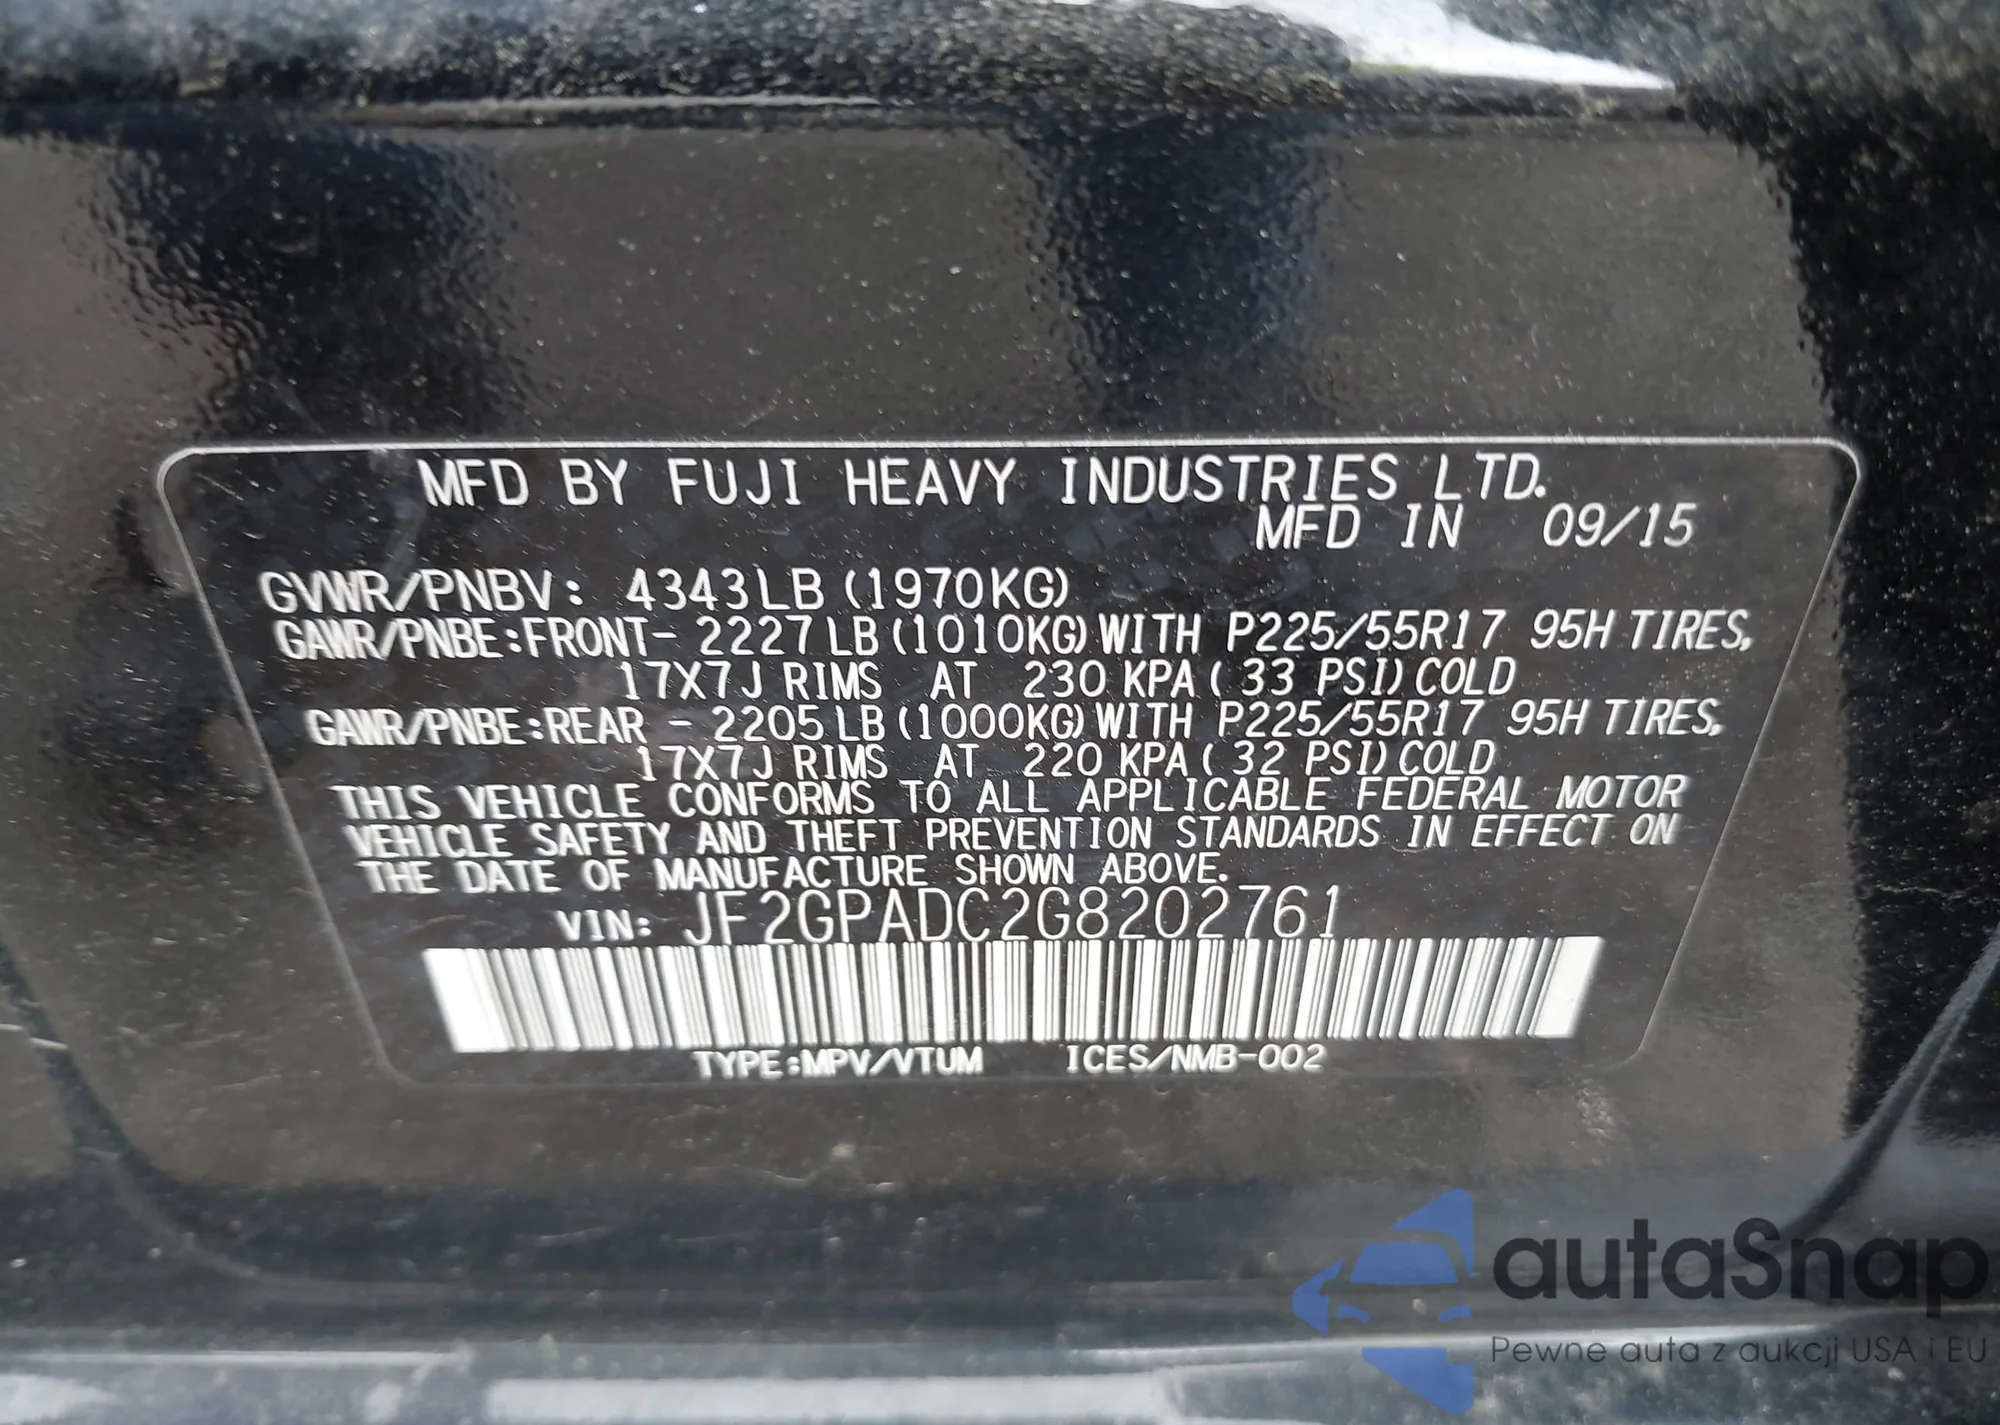 MFD BY FUJI HEAVY INDUSTRIES LTD.
MFD IN 09/15
GVWR/PNBV: 4343LB (1970KG)
GAWR/PNBE:FRONT- 2227LB (1010KG) WITH P225/55R17 95H TIRES,
17X7J RIMS AT 230 KPA ( 33 PSI) COLD
GAWR/PNBE:REAR - 2205LB (1000KG) WITH P225/55R17 95H TIRES,
17X7J RIMS AT 220 KPA ( 32 PSI) COLD
THIS VEHICLE CONFORMS TO ALL APPLICABLE FEDERAL MOTOR
VEHICLE SAFETY AND THEFT PREVENTION STANDARDS IN EFFECT ON
THE DATE OF MANUFACTURE SHOWN ABOVE.
VIN: JF2GPADC2G8202761
TYPE:MPV/VTUM ICES/NMB-002
autaSnap
Pewne auta z aukcji USA i EU